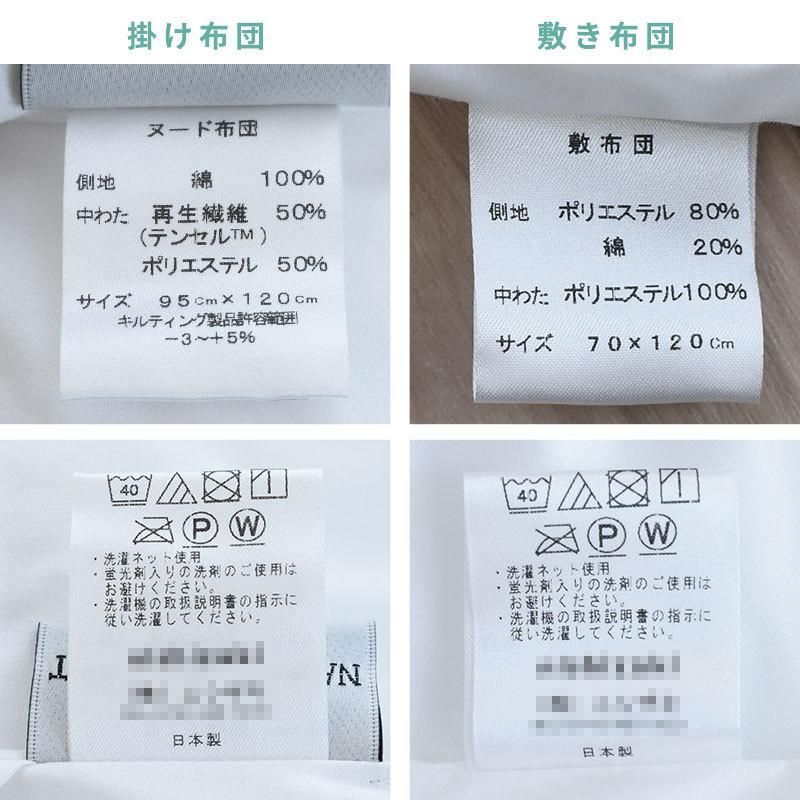 掛け布団
ヌード布団
側地 綿 100%
中わた 再生繊維 50%
(テンセル™)
ポリエステル 50%
サイズ 95cm×120cm
キルティング製品許容範囲
-3~+5%
敷き布団
敷布団
側地 ポリエステル 80%
綿 20%
中わた ポリエステル100%
サイズ 70×120cm
40
P W
・洗濯ネット使用
・蛍光剤入りの洗剤のご使用は
お避けください。
・洗濯機の取扱説明書の指示に
従い洗濯してください。
NA
T
日本製
40
P W
・洗濯ネット使用
・蛍光剤入りの洗剤のご使用は
お避けください。
・洗濯機の取扱説明書の指示に
従い洗濯してください。
日本製